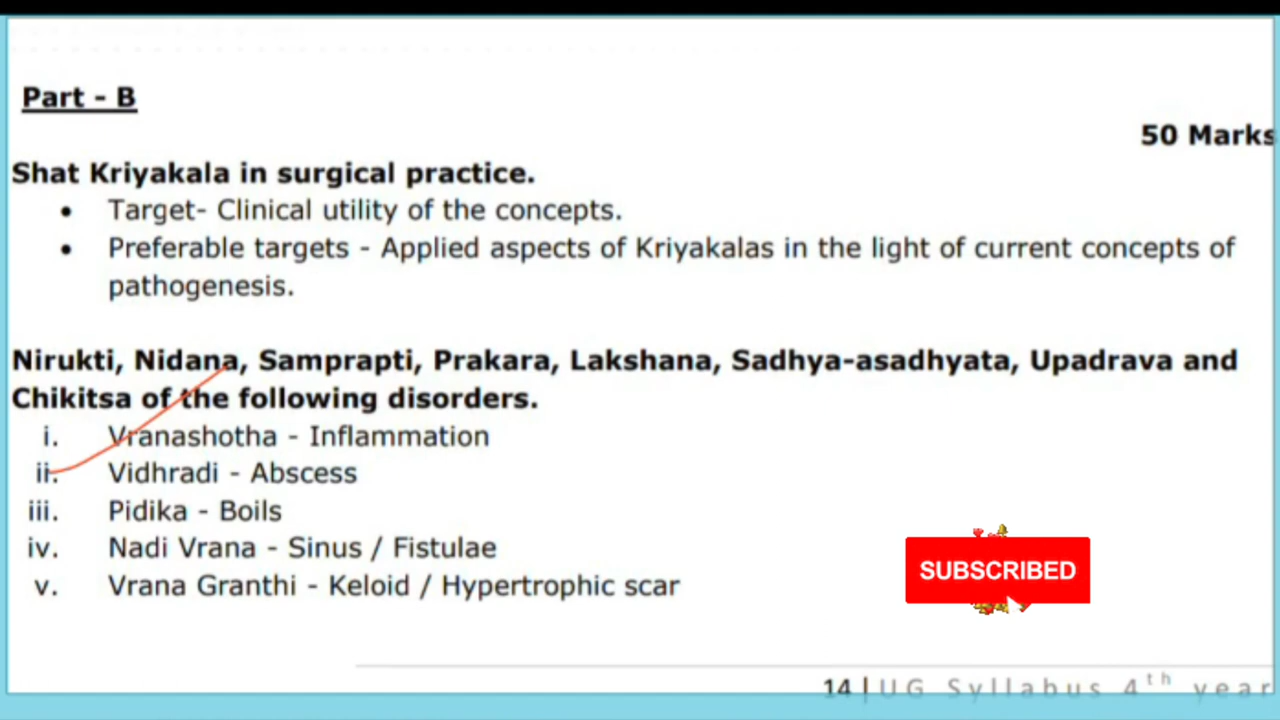 Part - B
50 Marks
Shat Kriyakala in surgical practice.
• Target- Clinical utility of the concepts.
• Preferable targets - Applied aspects of Kriyakalas in the light of current concepts of
pathogenesis.
Nirukti, Nidana, Samprapti, Prakara, Lakshana, Sadhya-asadhyata, Upadrava and
Chikitsa of the following disorders.
i. Vranashotha - Inflammation
ii. Vidhradi - Abscess
iii. Pidika - Boils
iv. Nadi Vrana - Sinus / Fistulae
v. Vrana Granthi - Keloid / Hypertrophic scar
SUBSCRIBED
14 | UG Syllabus 4th year